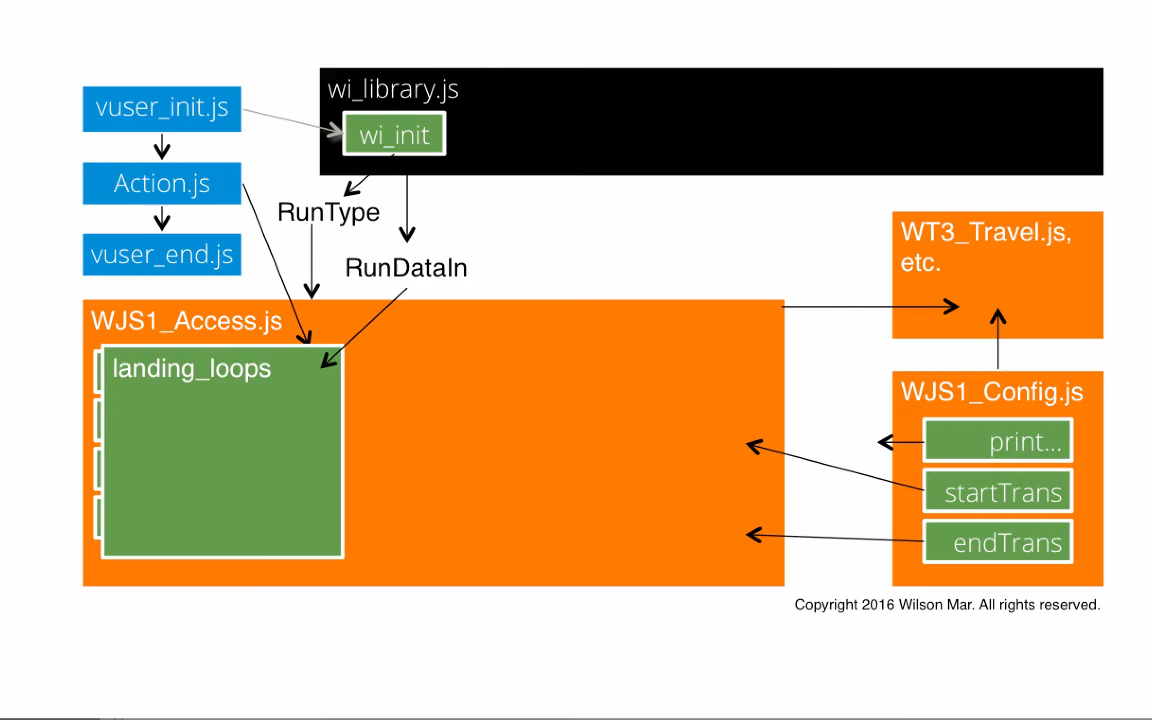 wi_library.js
vuser_init.js
wi_init
Action.js
RunType
vuser_end.js
RunDataIn
WT3_Travel.js,
etc.
WJS1_Access.js
landing_loops
WJS1_Config.js
print...
startTrans
endTrans
Copyright 2016 Wilson Mar. All rights reserved.